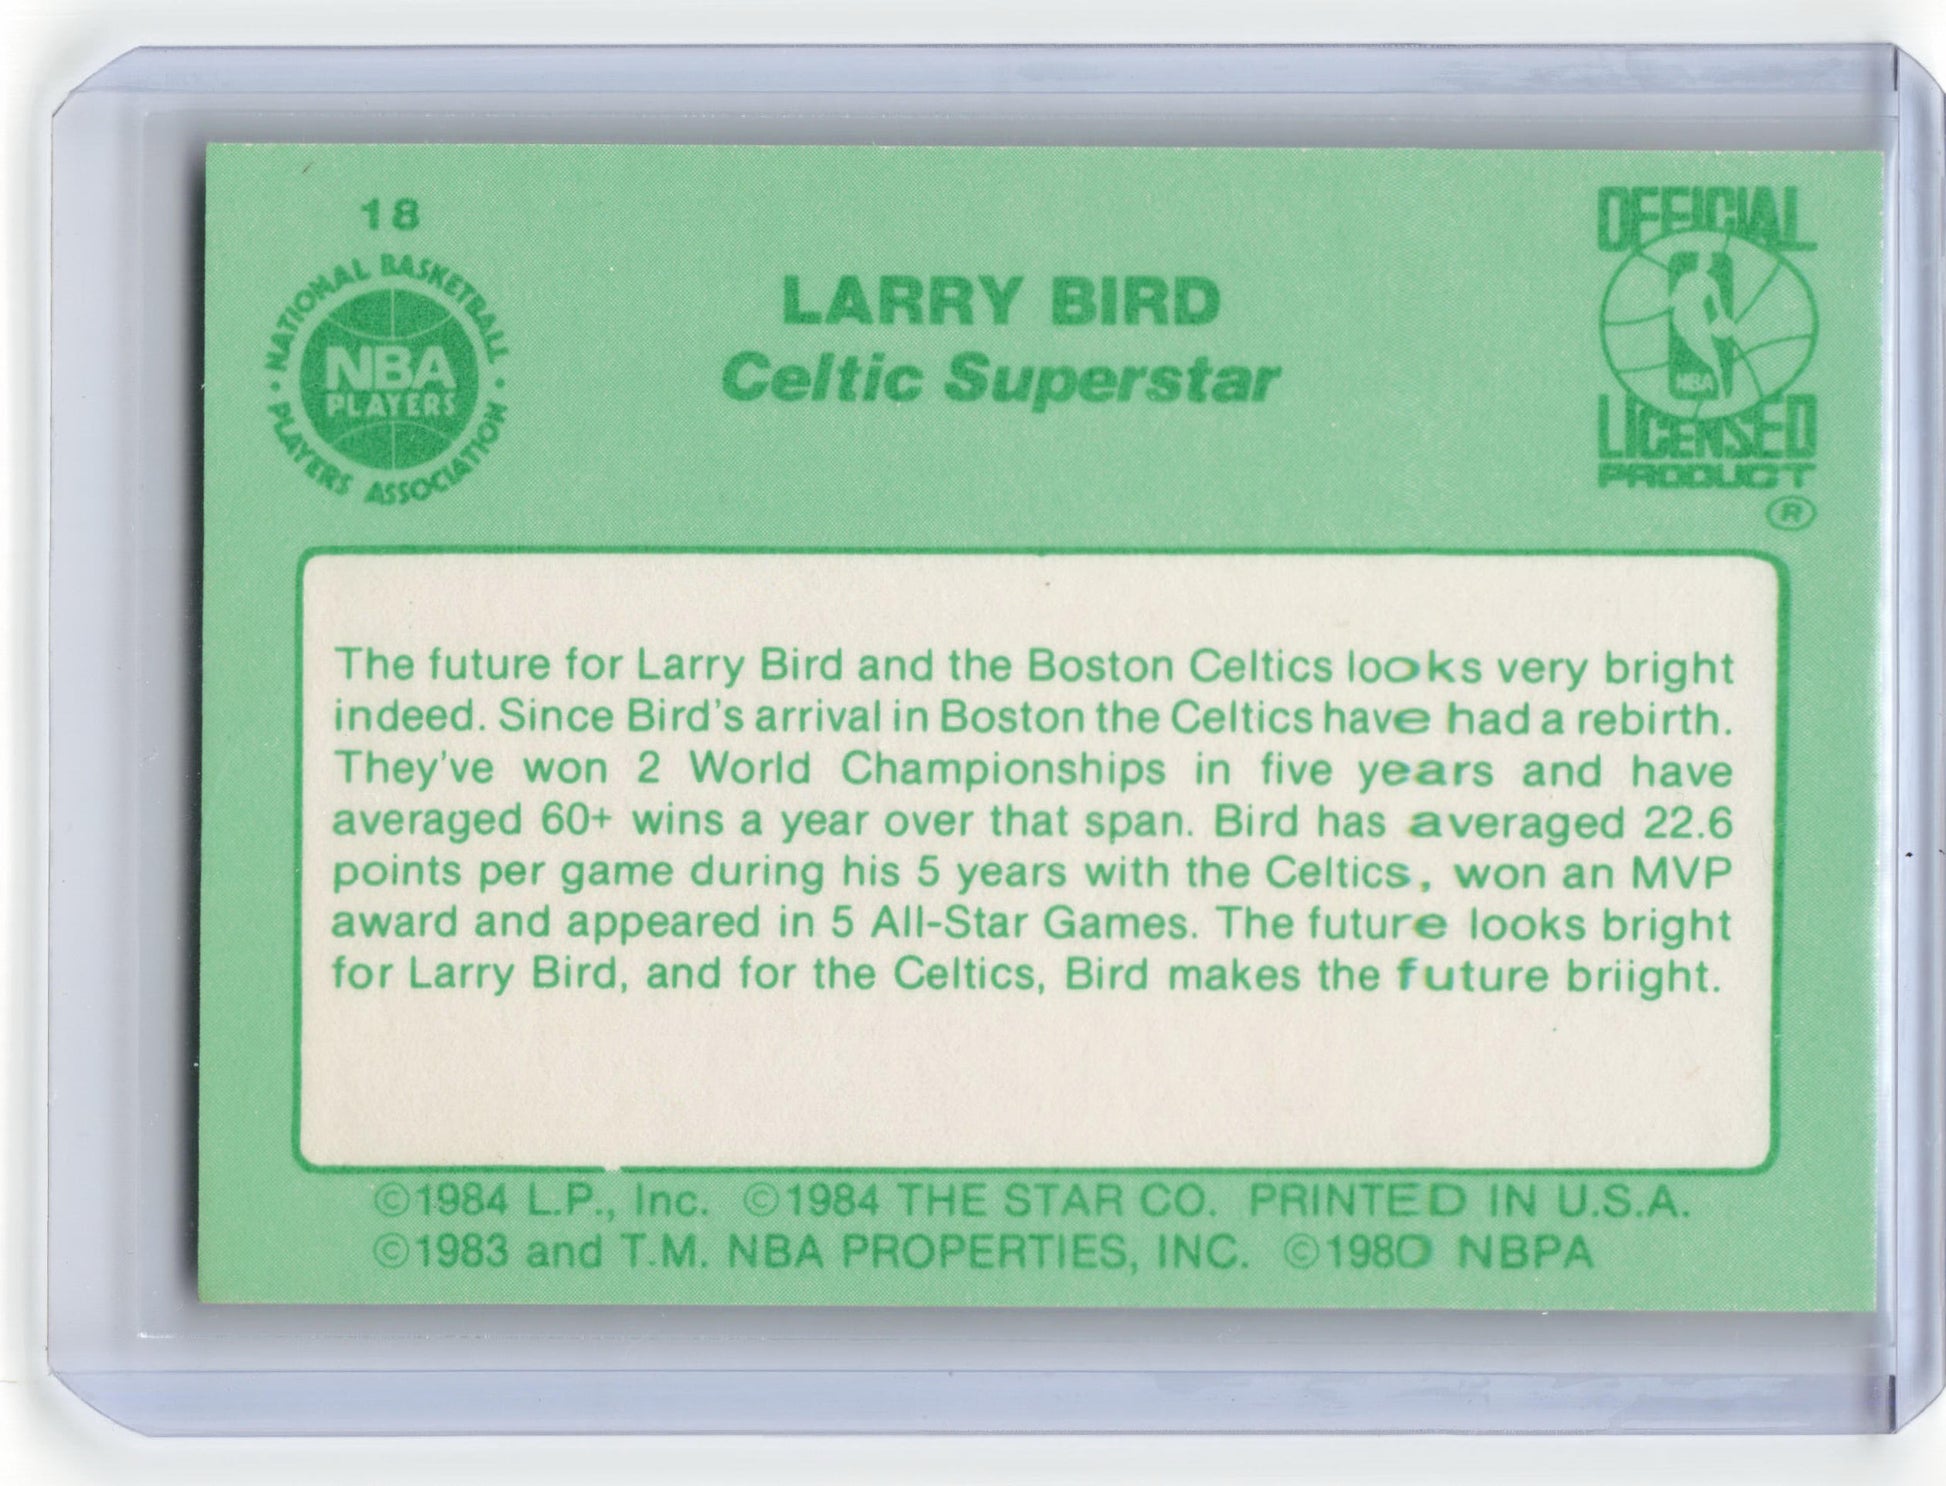 18
NATIONAL BASKETBALL
NBA
PLAYERS
• PLAYERS ASSOCIATION •
LARRY BIRD
Celtic Superstar
OFFICIAL
NBA
LICENSED
PRODUCT
®
The future for Larry Bird and the Boston Celtics looks very bright
indeed. Since Bird's arrival in Boston the Celtics have had a rebirth.
They've won 2 World Championships in five years and have
averaged 60+ wins a year over that span. Bird has averaged 22.6
points per game during his 5 years with the Celtics, won an MVP
award and appeared in 5 All-Star Games. The future looks bright
for Larry Bird, and for the Celtics, Bird makes the future briight.
©1984 L.P., Inc. ©1984 THE STAR CO. PRINTED IN U.S.A.
©1983 and T.M. NBA PROPERTIES, INC. ©1980 NBPA